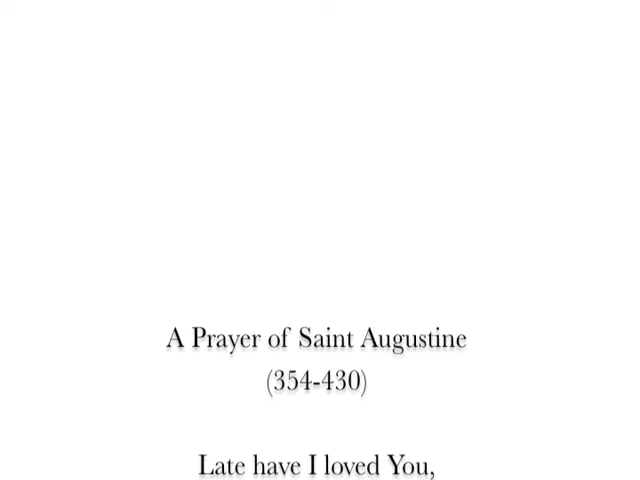 A Prayer of Saint Augustine
(354-430)
Late have I loved You,